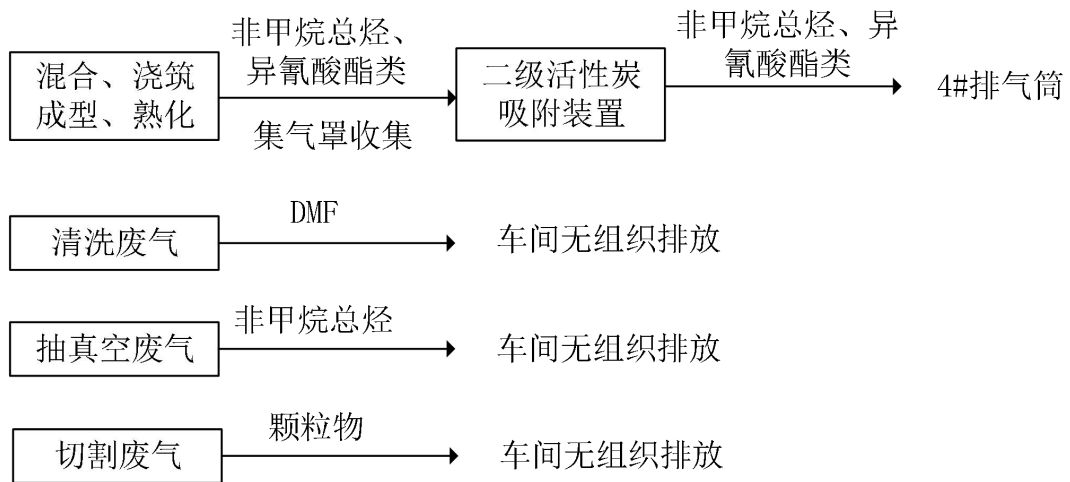 非甲烷总烃、
异氰酸酯类
非甲烷总烃、异
氰酸酯类
混合、浇筑
成型、熟化
集气罩收集
二级活性炭
吸附装置
4#排气筒
DMF
清洗废气
车间无组织排放
非甲烷总烃
抽真空废气
车间无组织排放
颗粒物
切割废气
车间无组织排放